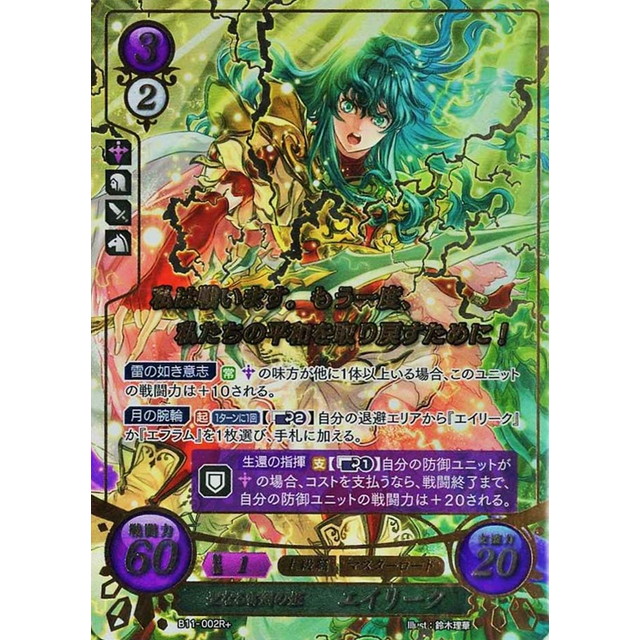 3
2
私は戦います。もう一度、
私たちの平和を取り戻すために！
雷の如き意志 常 の味方が他に1体以上いる場合、このユニット
の戦闘力は＋10される。
月の腕輪 起 1ターンに1回【2】自分の退避エリアから『エイリーク』
か『エフラム』を1枚選び、手札に加える。
生還の指揮 支【1】自分の防御ユニットが
の場合、コストを支払うなら、戦闘終了まで、
自分の防御ユニットの戦闘力は＋20される。
戦闘力
60
1
上級職 マスターロード
支援力
20
エイリーク
B11-002R+
Illust：鈴木理華